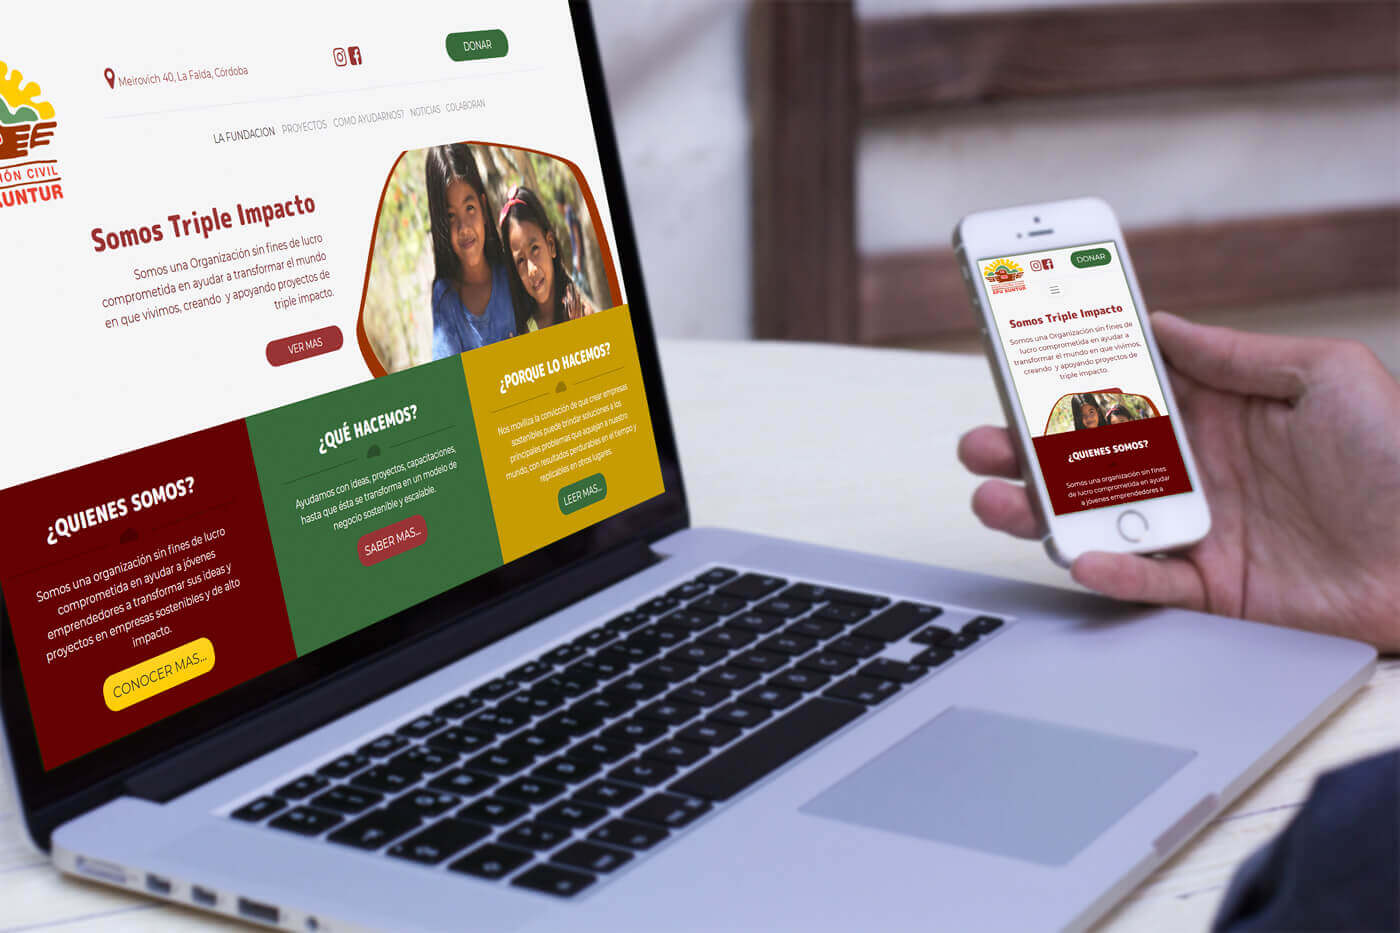 Meirovich 40, La Falda, Córdoba
DONAR
LA FUNDACION PROYECTOS COMO AYUDARNOS? NOTICIAS COLABORAN
IÓN CIVIL
KUNTUR
Somos Triple Impacto
Somos una Organización sin fines de lucro
comprometida en ayudar a transformar el mundo
en que vivimos, creando y apoyando proyectos de
triple impacto.
VER MAS
¿QUIENES SOMOS?
Somos una organización sin fines de lucro
comprometida en ayudar a jóvenes
emprendedores a transformar sus ideas y
proyectos en empresas sostenibles y de alto
impacto.
CONOCER MAS...
¿QUÉ HACEMOS?
Ayudamos con ideas, proyectos, capacitaciones,
hasta que ésta se transforma en un modelo de
negocio sostenible y escalable.
SABER MAS...
¿PORQUE LO HACEMOS?
Nos moviliza la convicción de que crear empresas
sostenibles puede brindar soluciones a los
principales problemas que aquejan a nuestro
mundo, con resultados perdurables en el tiempo y
replicables en otros lugares.
LEER MAS...
APU KUNTUR
DONAR
Somos Triple Impacto
Somos una Organización sin fines de
lucro comprometida en ayudar a
transformar el mundo en que vivimos,
creando y apoyando proyectos de
triple impacto.
¿QUIENES SOMOS?
Somos una organización sin fines
de lucro comprometida en ayudar
a jóvenes emprendedores a